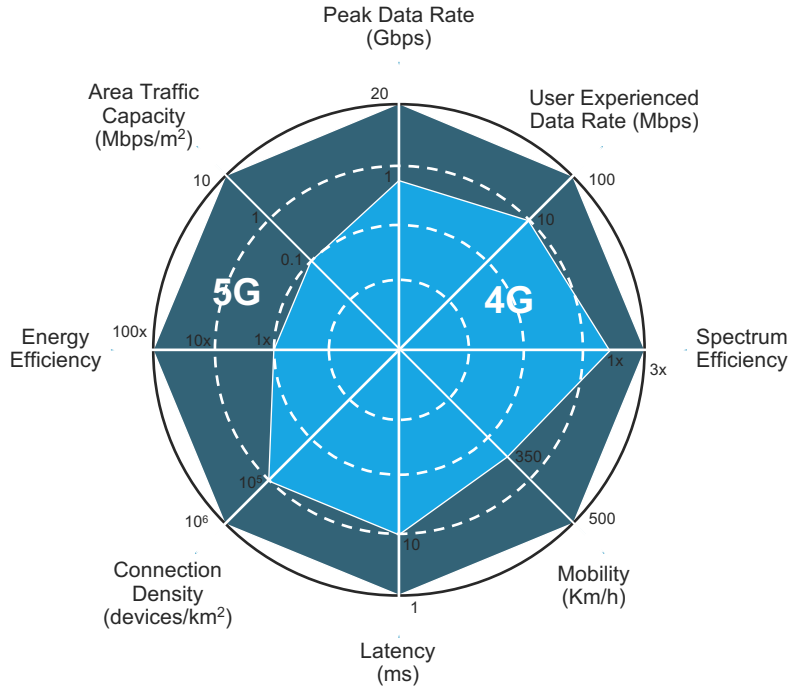 Peak Data Rate
(Gbps)
Area Traffic
Capacity
(Mbps/m²)
User Experienced
Data Rate (Mbps)
20
10
1
100
1
10
0.1
5G
4G
Energy
Efficiency
100x
10x
1x
1x
3x
Spectrum
Efficiency
350
10⁵
10⁶
10
500
Connection
Density
(devices/km²)
Mobility
(Km/h)
1
Latency
(ms)